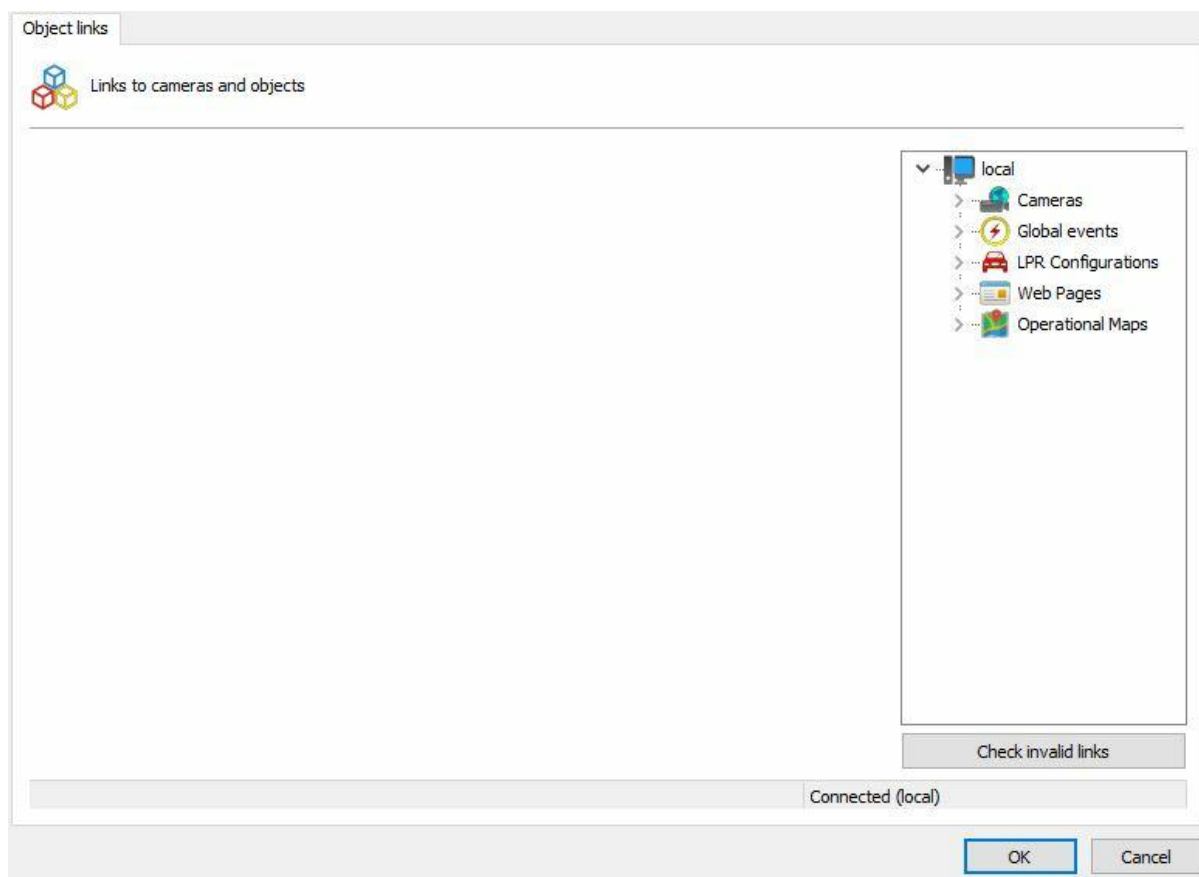 Object links
Links to cameras and objects
local
Cameras
Global events
LPR Configurations
Web Pages
Operational Maps
Check invalid links
Connected (local)
OK
Cancel